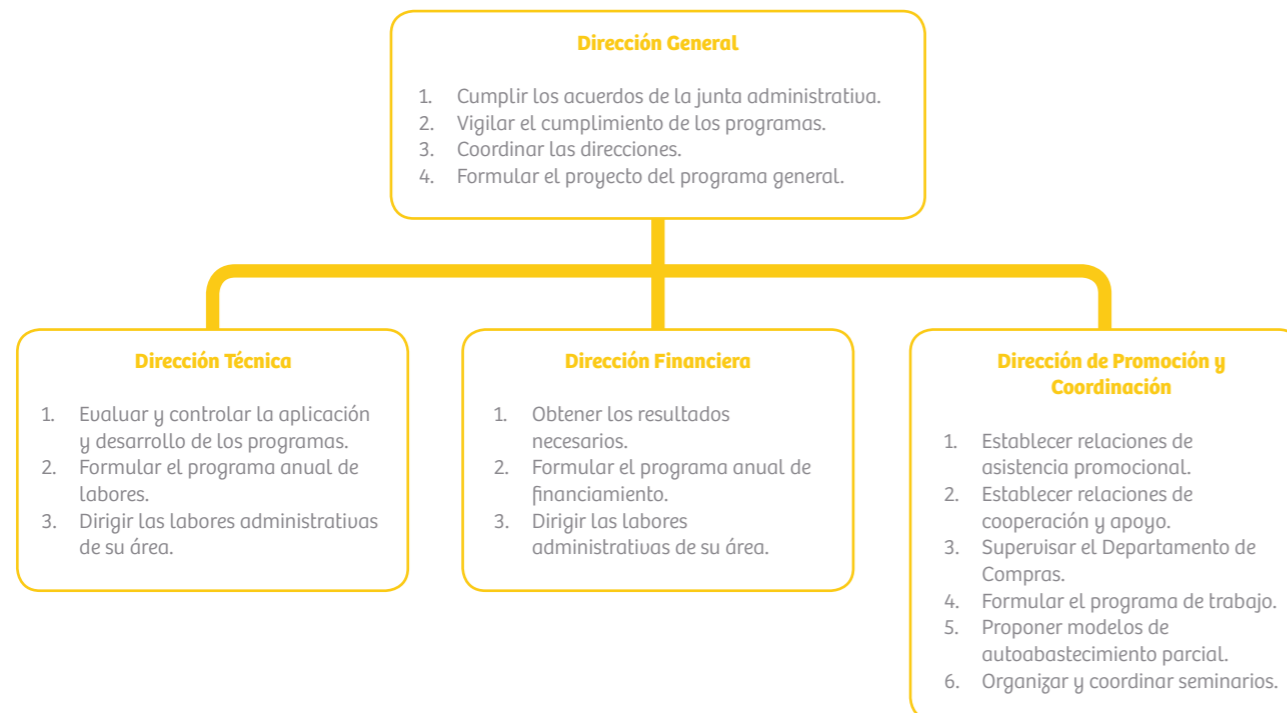 Dirección General
1. Cumplir los acuerdos de la junta administrativa.
2. Vigilar el cumplimiento de los programas.
3. Coordinar las direcciones.
4. Formular el proyecto del programa general.
Dirección Técnica
1. Evaluar y controlar la aplicación
y desarrollo de los programas.
2. Formular el programa anual de
labores.
3. Dirigir las labores administrativas
de su área.
Dirección Financiera
1. Obtener los resultados
necesarios.
2. Formular el programa anual de
financiamiento.
3. Dirigir las labores
administrativas de su área.
Dirección de Promoción y
Coordinación
1. Establecer relaciones de
asistencia promocional.
2. Establecer relaciones de
cooperación y apoyo.
3. Supervisar el Departamento de
Compras.
4. Formular el programa de trabajo.
5. Proponer modelos de
autoabastecimiento parcial.
6. Organizar y coordinar seminarios.